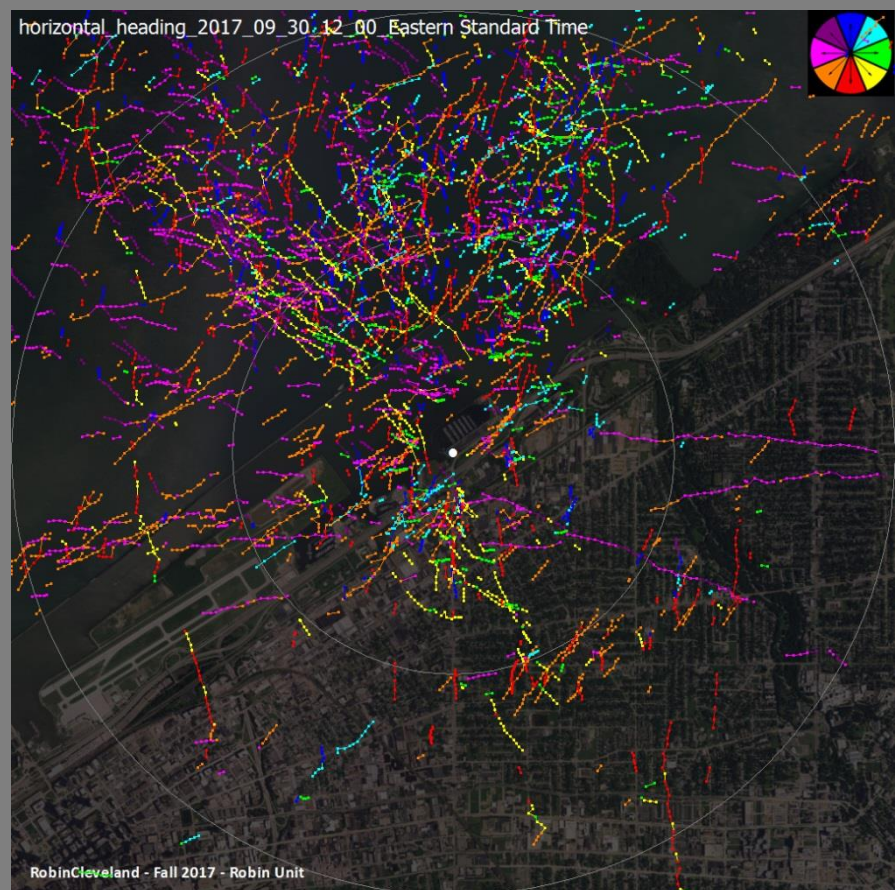 horizontal_heading_2017_09_30_12_00_Eastern Standard Time
RobinCleveland - Fall 2017 - Robin Unit